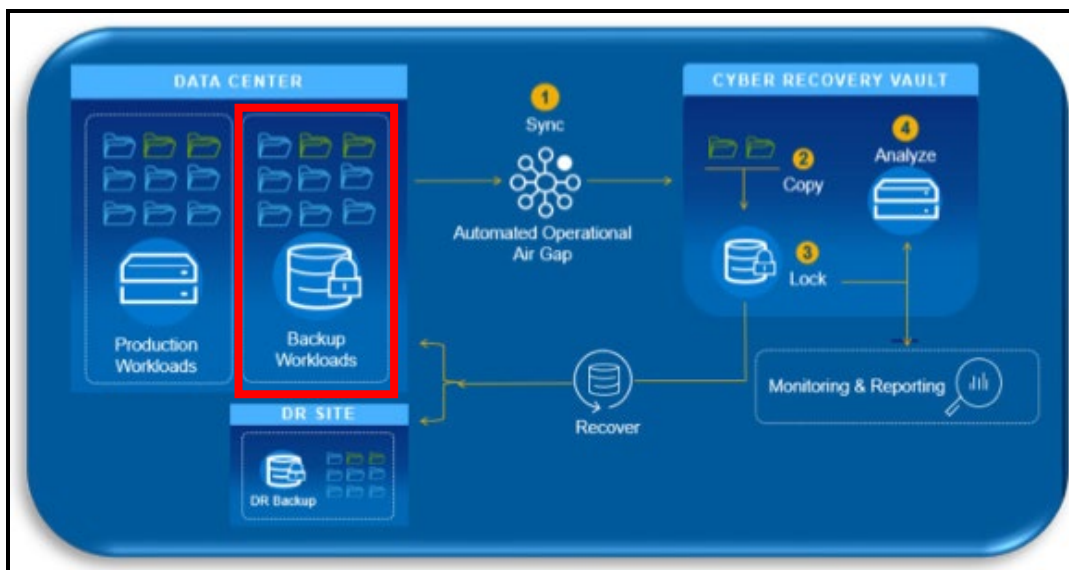 DATA CENTER
Production
Workloads
Backup
Workloads
DR SITE
DR Backup
1
Sync
Automated Operational
Air Gap
CYBER RECOVERY VAULT
2
Copy
3
Lock
4
Analyze
Monitoring & Reporting
Recover